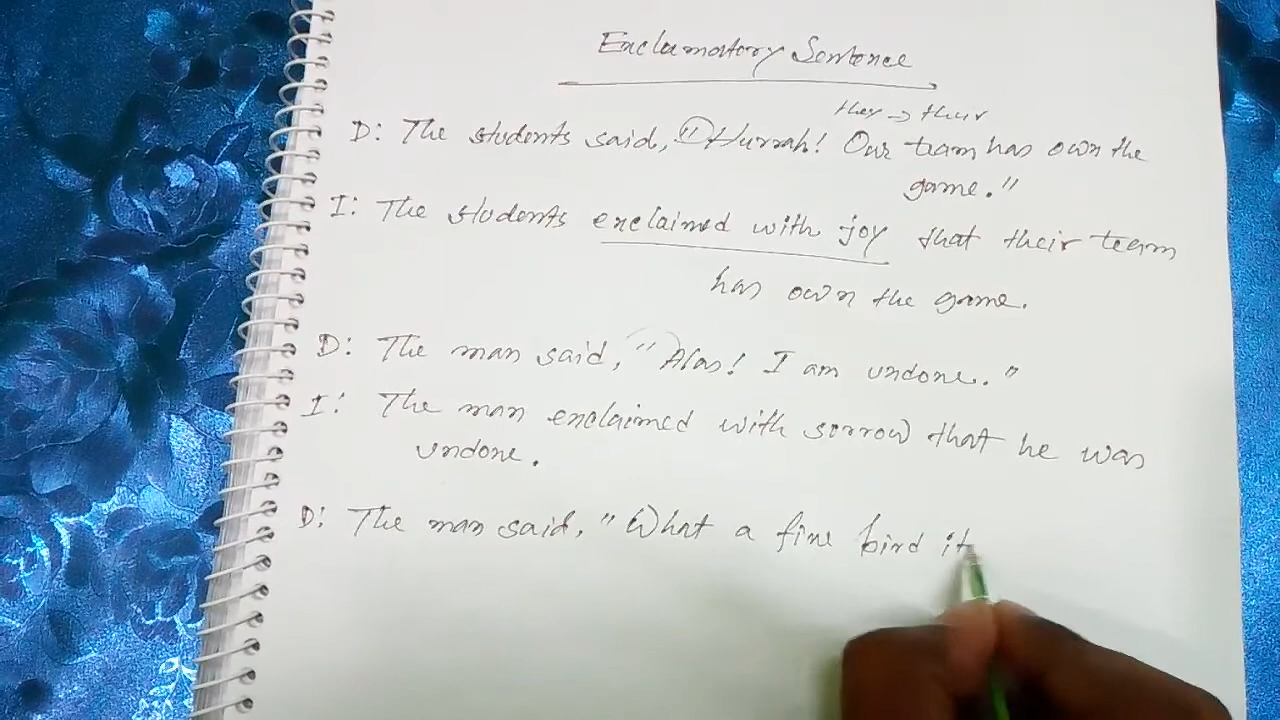 Exclamatory Sentence
they → their
D: The students said, "Hurrah! Our team has own the
game."
I: The students exclaimed with joy that their team
has own the game.
D: The man said, "Alas! I am undone."
I: The man exclaimed with sorrow that he was
undone.
D: The man said, "What a fine bird it